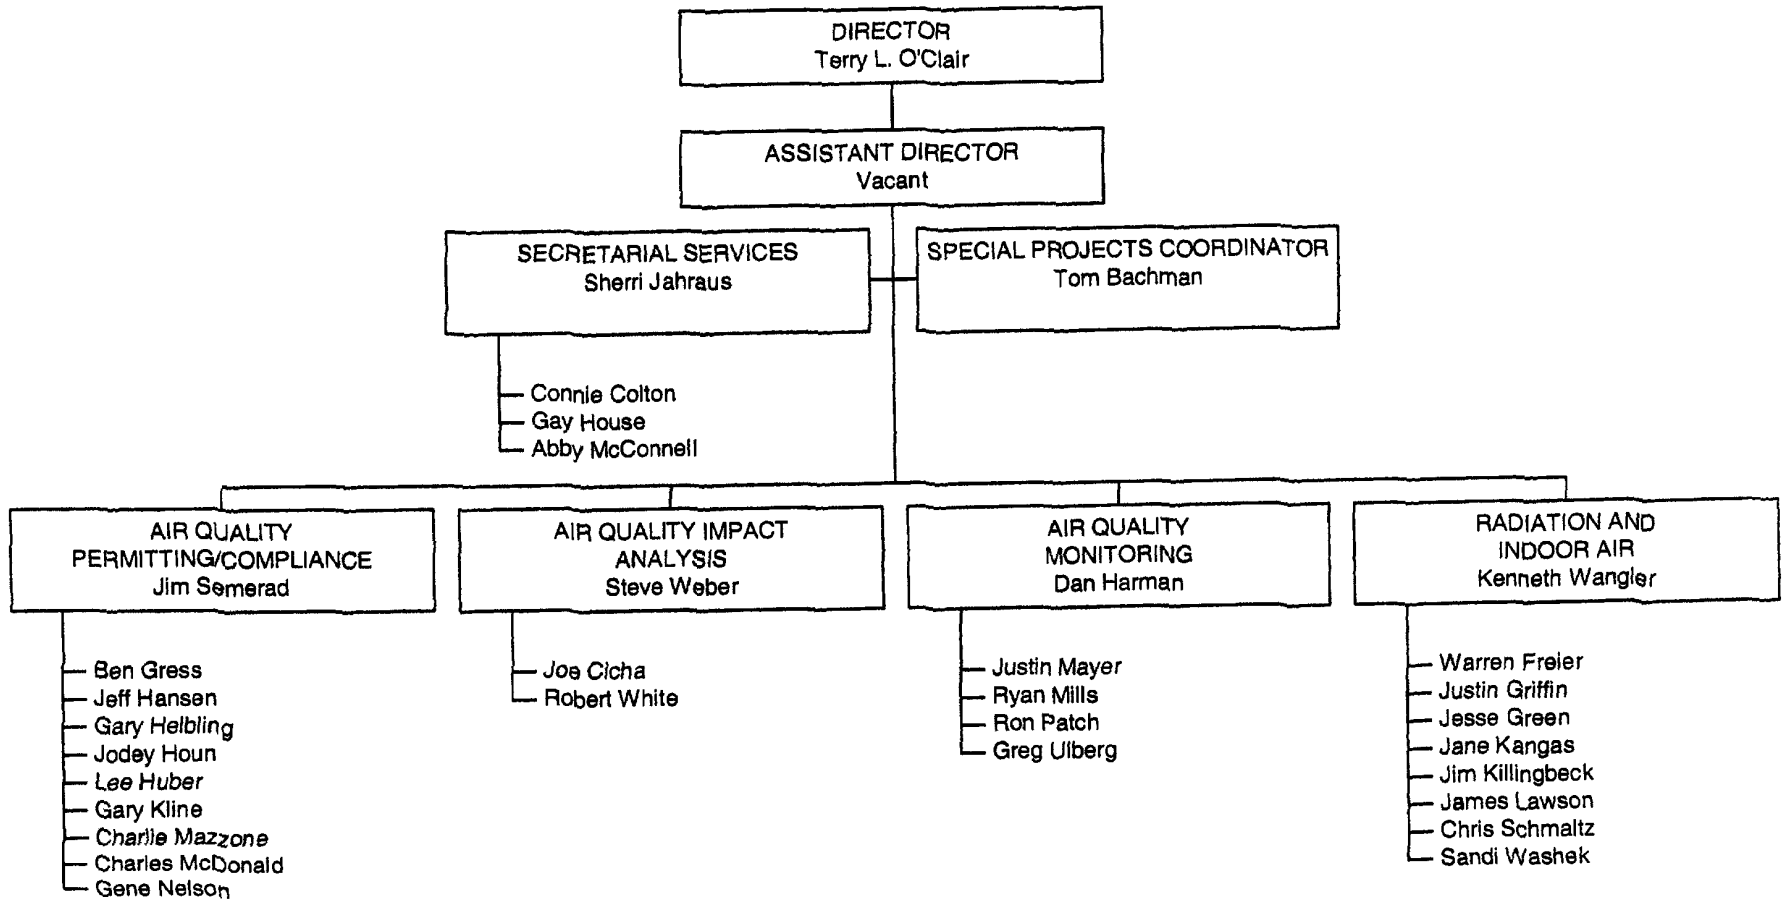 DIRECTOR
Terry L. O'Clair
ASSISTANT DIRECTOR
Vacant
SECRETARIAL SERVICES
Sherri Jahraus
SPECIAL PROJECTS COORDINATOR
Tom Bachman
Connie Colton
Gay House
Abby McConnell
AIR QUALITY
PERMITTING/COMPLIANCE
Jim Semerad
AIR QUALITY IMPACT
ANALYSIS
Steve Weber
AIR QUALITY
MONITORING
Dan Harman
RADIATION AND
INDOOR AIR
Kenneth Wangler
Ben Gress
Jeff Hansen
Gary Helbling
Jodey Houn
Lee Huber
Gary Kline
Charlie Mazzone
Charles McDonald
Gene Nelson
Joe Cicha
Robert White
Justin Mayer
Ryan Mills
Ron Patch
Greg Ulberg
Warren Freier
Justin Griffin
Jesse Green
Jane Kangas
Jim Killingbeck
James Lawson
Chris Schmaltz
Sandi Washek